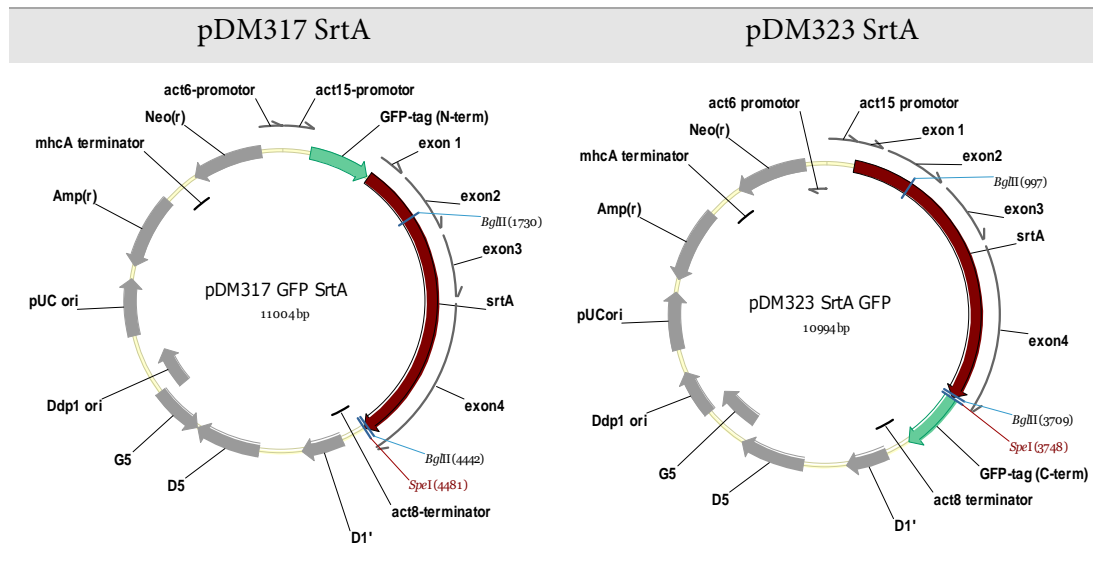 pDM317 SrtA
pDM323 SrtA
act6-promotor
act15-promotor
Neo(r)
GFP-tag (N-term)
mhcA terminator
exon 1
Amp(r)
exon2
BglII(1730)
exon3
pUC ori
pDM317 GFP SrtA
11004bp
srtA
Ddp1 ori
exon4
G5
BglII(4442)
SpeI(4481)
D5
act8-terminator
D1'
act6 promotor
act15 promotor
Neo(r)
exon 1
mhcA terminator
exon2
BglII(997)
Amp(r)
exon3
srtA
pUCori
pDM323 SrtA GFP
10994bp
exon4
Ddp1 ori
BglII(3709)
G5
SpeI(3748)
GFP-tag (C-term)
D5
act8 terminator
D1'